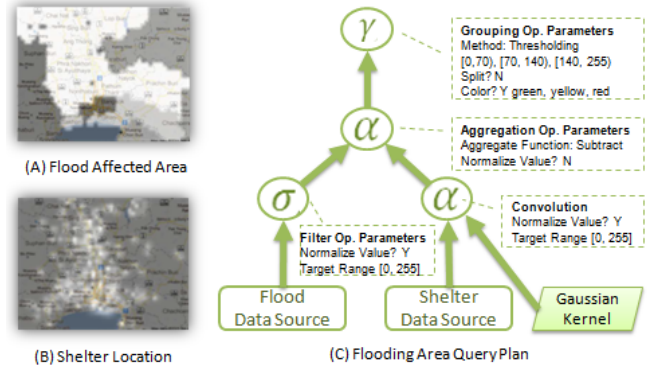 (A) Flood Affected Area
(B) Shelter Location
γ
Grouping Op. Parameters
Method: Thresholding
[0,70), [70, 140), [140, 255)
Split? N
Color? Y green, yellow, red
α
Aggregation Op. Parameters
Aggregate Function: Subtract
Normalize Value? N
σ
Filter Op. Parameters
Normalize Value? Y
Target Range [0, 255]
α
Convolution
Normalize Value? Y
Target Range [0, 255]
Flood
Data Source
Shelter
Data Source
Gaussian
Kernel
(C) Flooding Area Query Plan